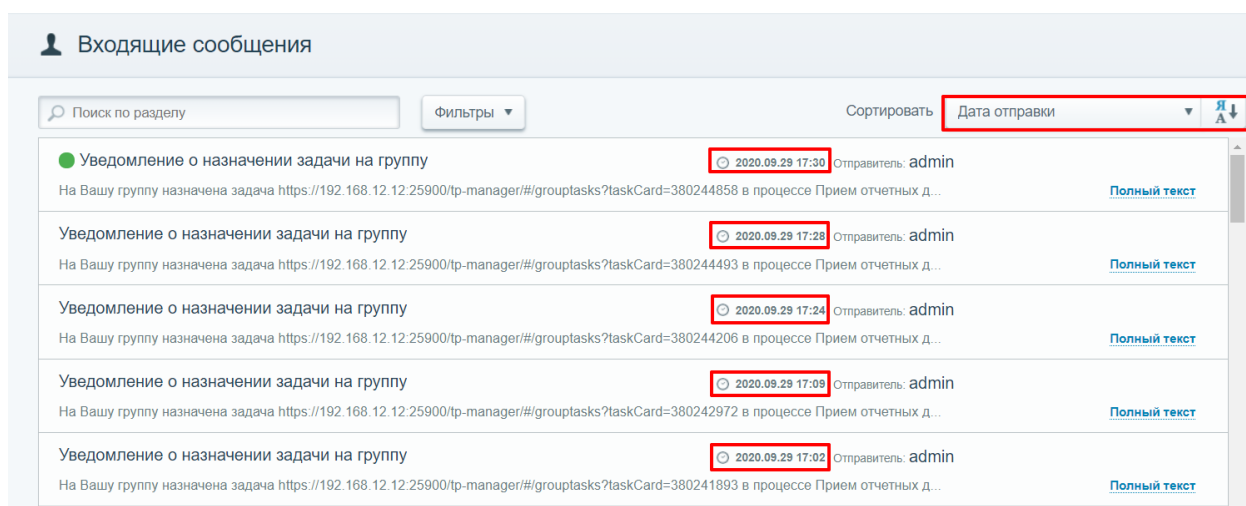 Входящие сообщения
Поиск по разделу Фильтры ▼ Сортировать Дата отправки ▼ Я А
Уведомление о назначении задачи на группу 2020.09.29 17:30 Отправитель: admin
На Вашу группу назначена задача https://192.168.12.12:25900/tp-manager/#/grouptasks?taskCard=380244858 в процессе Прием отчетных д... Полный текст
Уведомление о назначении задачи на группу 2020.09.29 17:28 Отправитель: admin
На Вашу группу назначена задача https://192.168.12.12:25900/tp-manager/#/grouptasks?taskCard=380244493 в процессе Прием отчетных д... Полный текст
Уведомление о назначении задачи на группу 2020.09.29 17:24 Отправитель: admin
На Вашу группу назначена задача https://192.168.12.12:25900/tp-manager/#/grouptasks?taskCard=380244206 в процессе Прием отчетных д... Полный текст
Уведомление о назначении задачи на группу 2020.09.29 17:09 Отправитель: admin
На Вашу группу назначена задача https://192.168.12.12:25900/tp-manager/#/grouptasks?taskCard=380242972 в процессе Прием отчетных д... Полный текст
Уведомление о назначении задачи на группу 2020.09.29 17:02 Отправитель: admin
На Вашу группу назначена задача https://192.168.12.12:25900/tp-manager/#/grouptasks?taskCard=380241893 в процессе Прием отчетных д... Полный текст